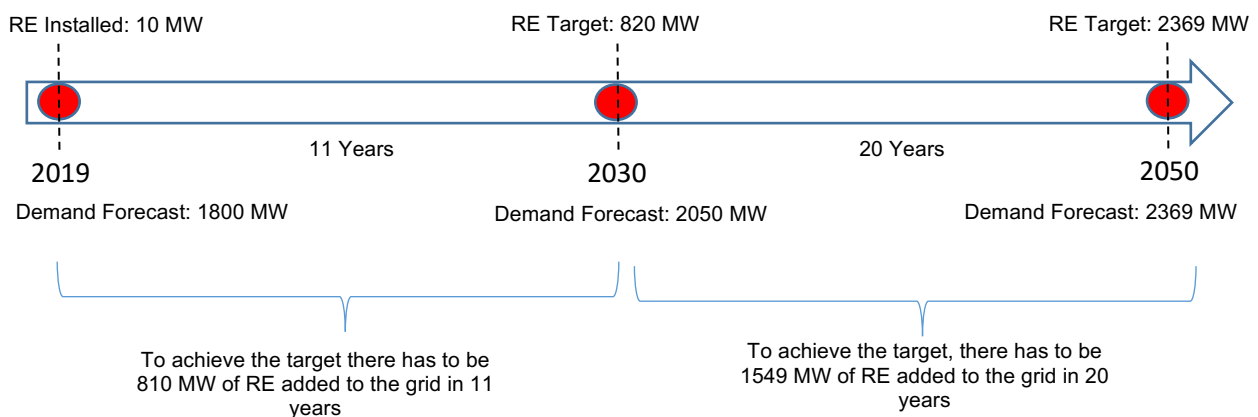 RE Installed: 10 MW
RE Target: 820 MW
RE Target: 2369 MW
11 Years
20 Years
2019
2030
2050
Demand Forecast: 1800 MW
Demand Forecast: 2050 MW
Demand Forecast: 2369 MW
To achieve the target there has to be
810 MW of RE added to the grid in 11
years
To achieve the target, there has to be
1549 MW of RE added to the grid in 20
years